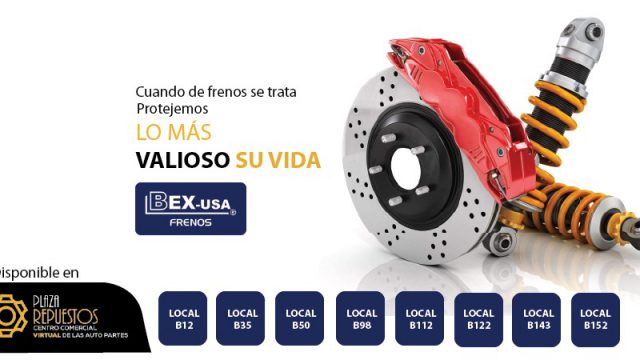 Cuando de frenos se trata
Protejemos
LO MÁS
VALIOSO SU VIDA
BEX-USA®
FRENOS
Disponible en
PLAZA
REPUESTOS
CENTRO COMERCIAL
VIRTUAL DE LAS AUTO PARTES
LOCAL
B12
LOCAL
B35
LOCAL
B50
LOCAL
B98
LOCAL
B112
LOCAL
B122
LOCAL
B143
LOCAL
B152